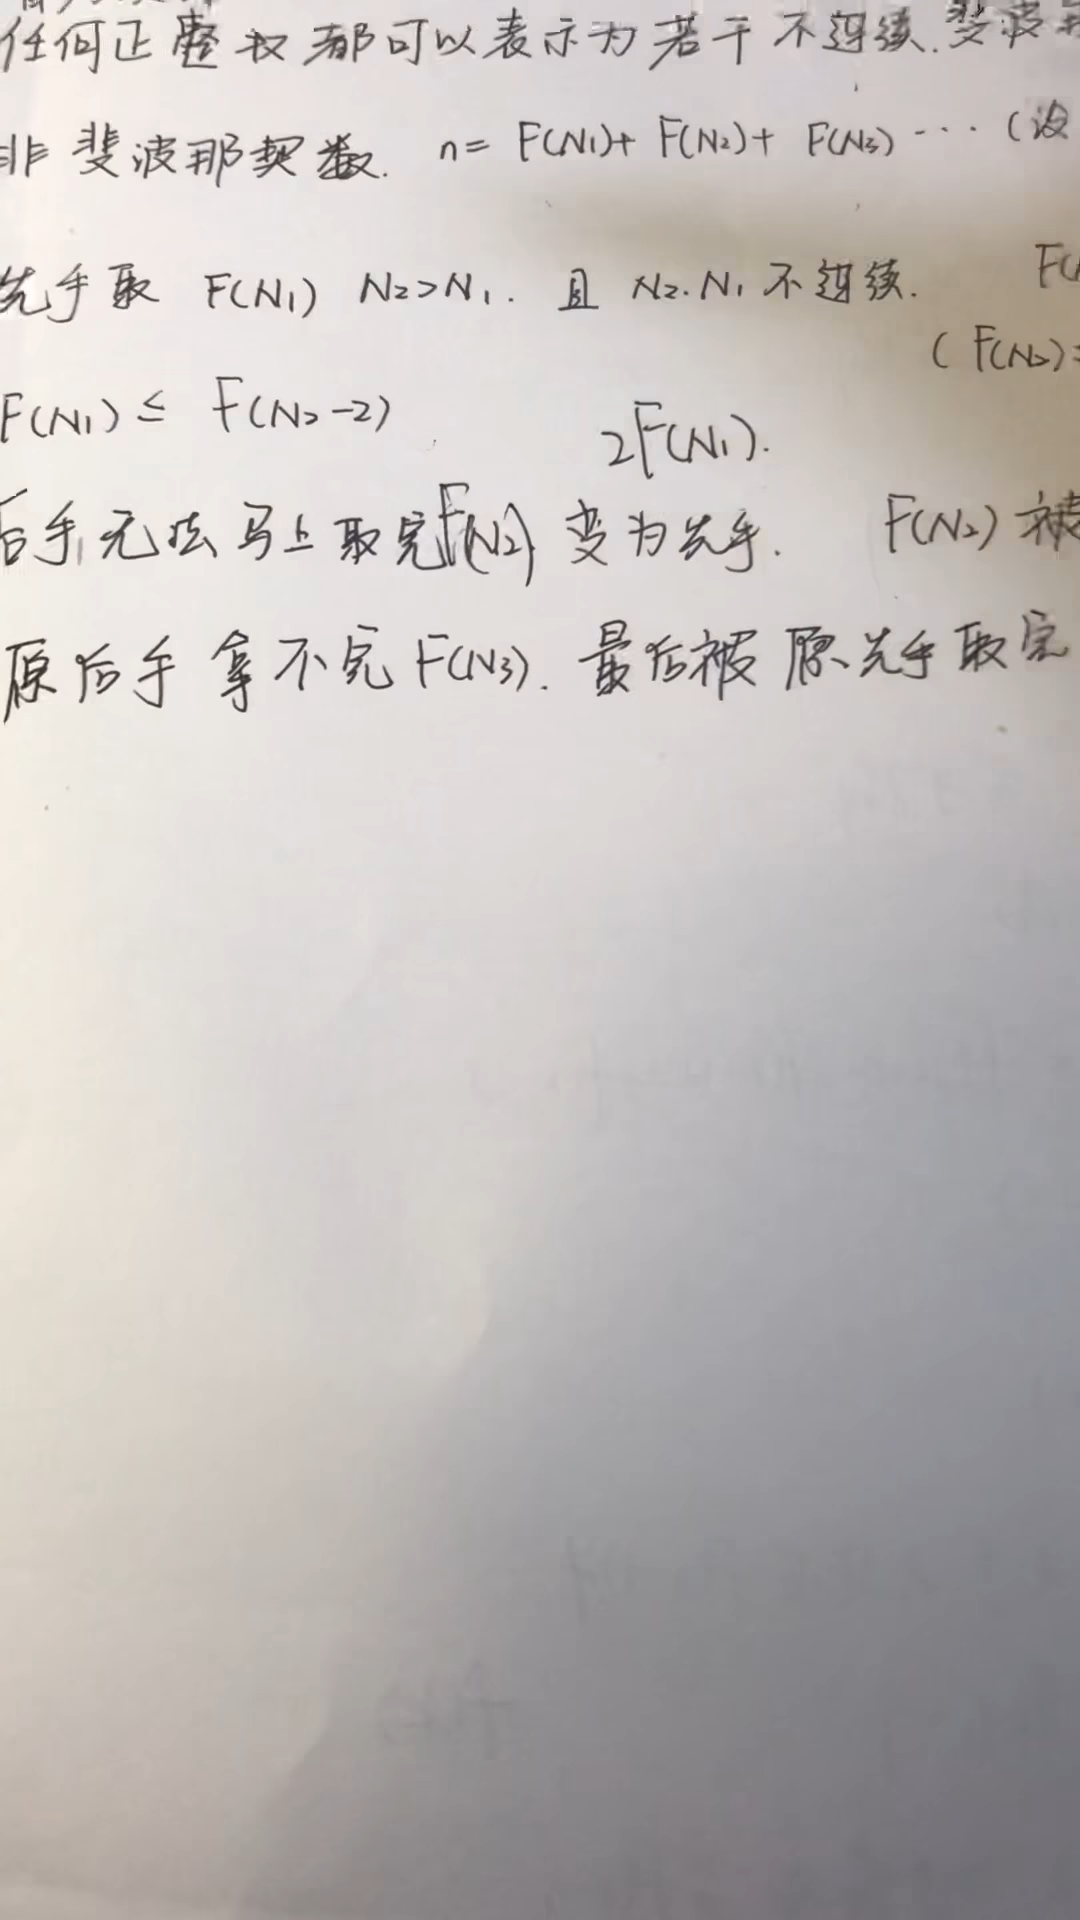 任何正整数都可以表示为若干不连续.斐波
非斐波那契数. n= F(N₁)+ F(N₂)+ F(N₃) ··· (设
先手取 F(N₁) N₂>N₁. 且 N₂.N₁ 不连续.
(F(N₂)=
F(N₁) ≤ F(N₂-2) 2F(N₁).
后手无法马上取完F(N₂) 变为先手. F(N₂) 被
原后手拿不完 F(N₃). 最后被原先手取完